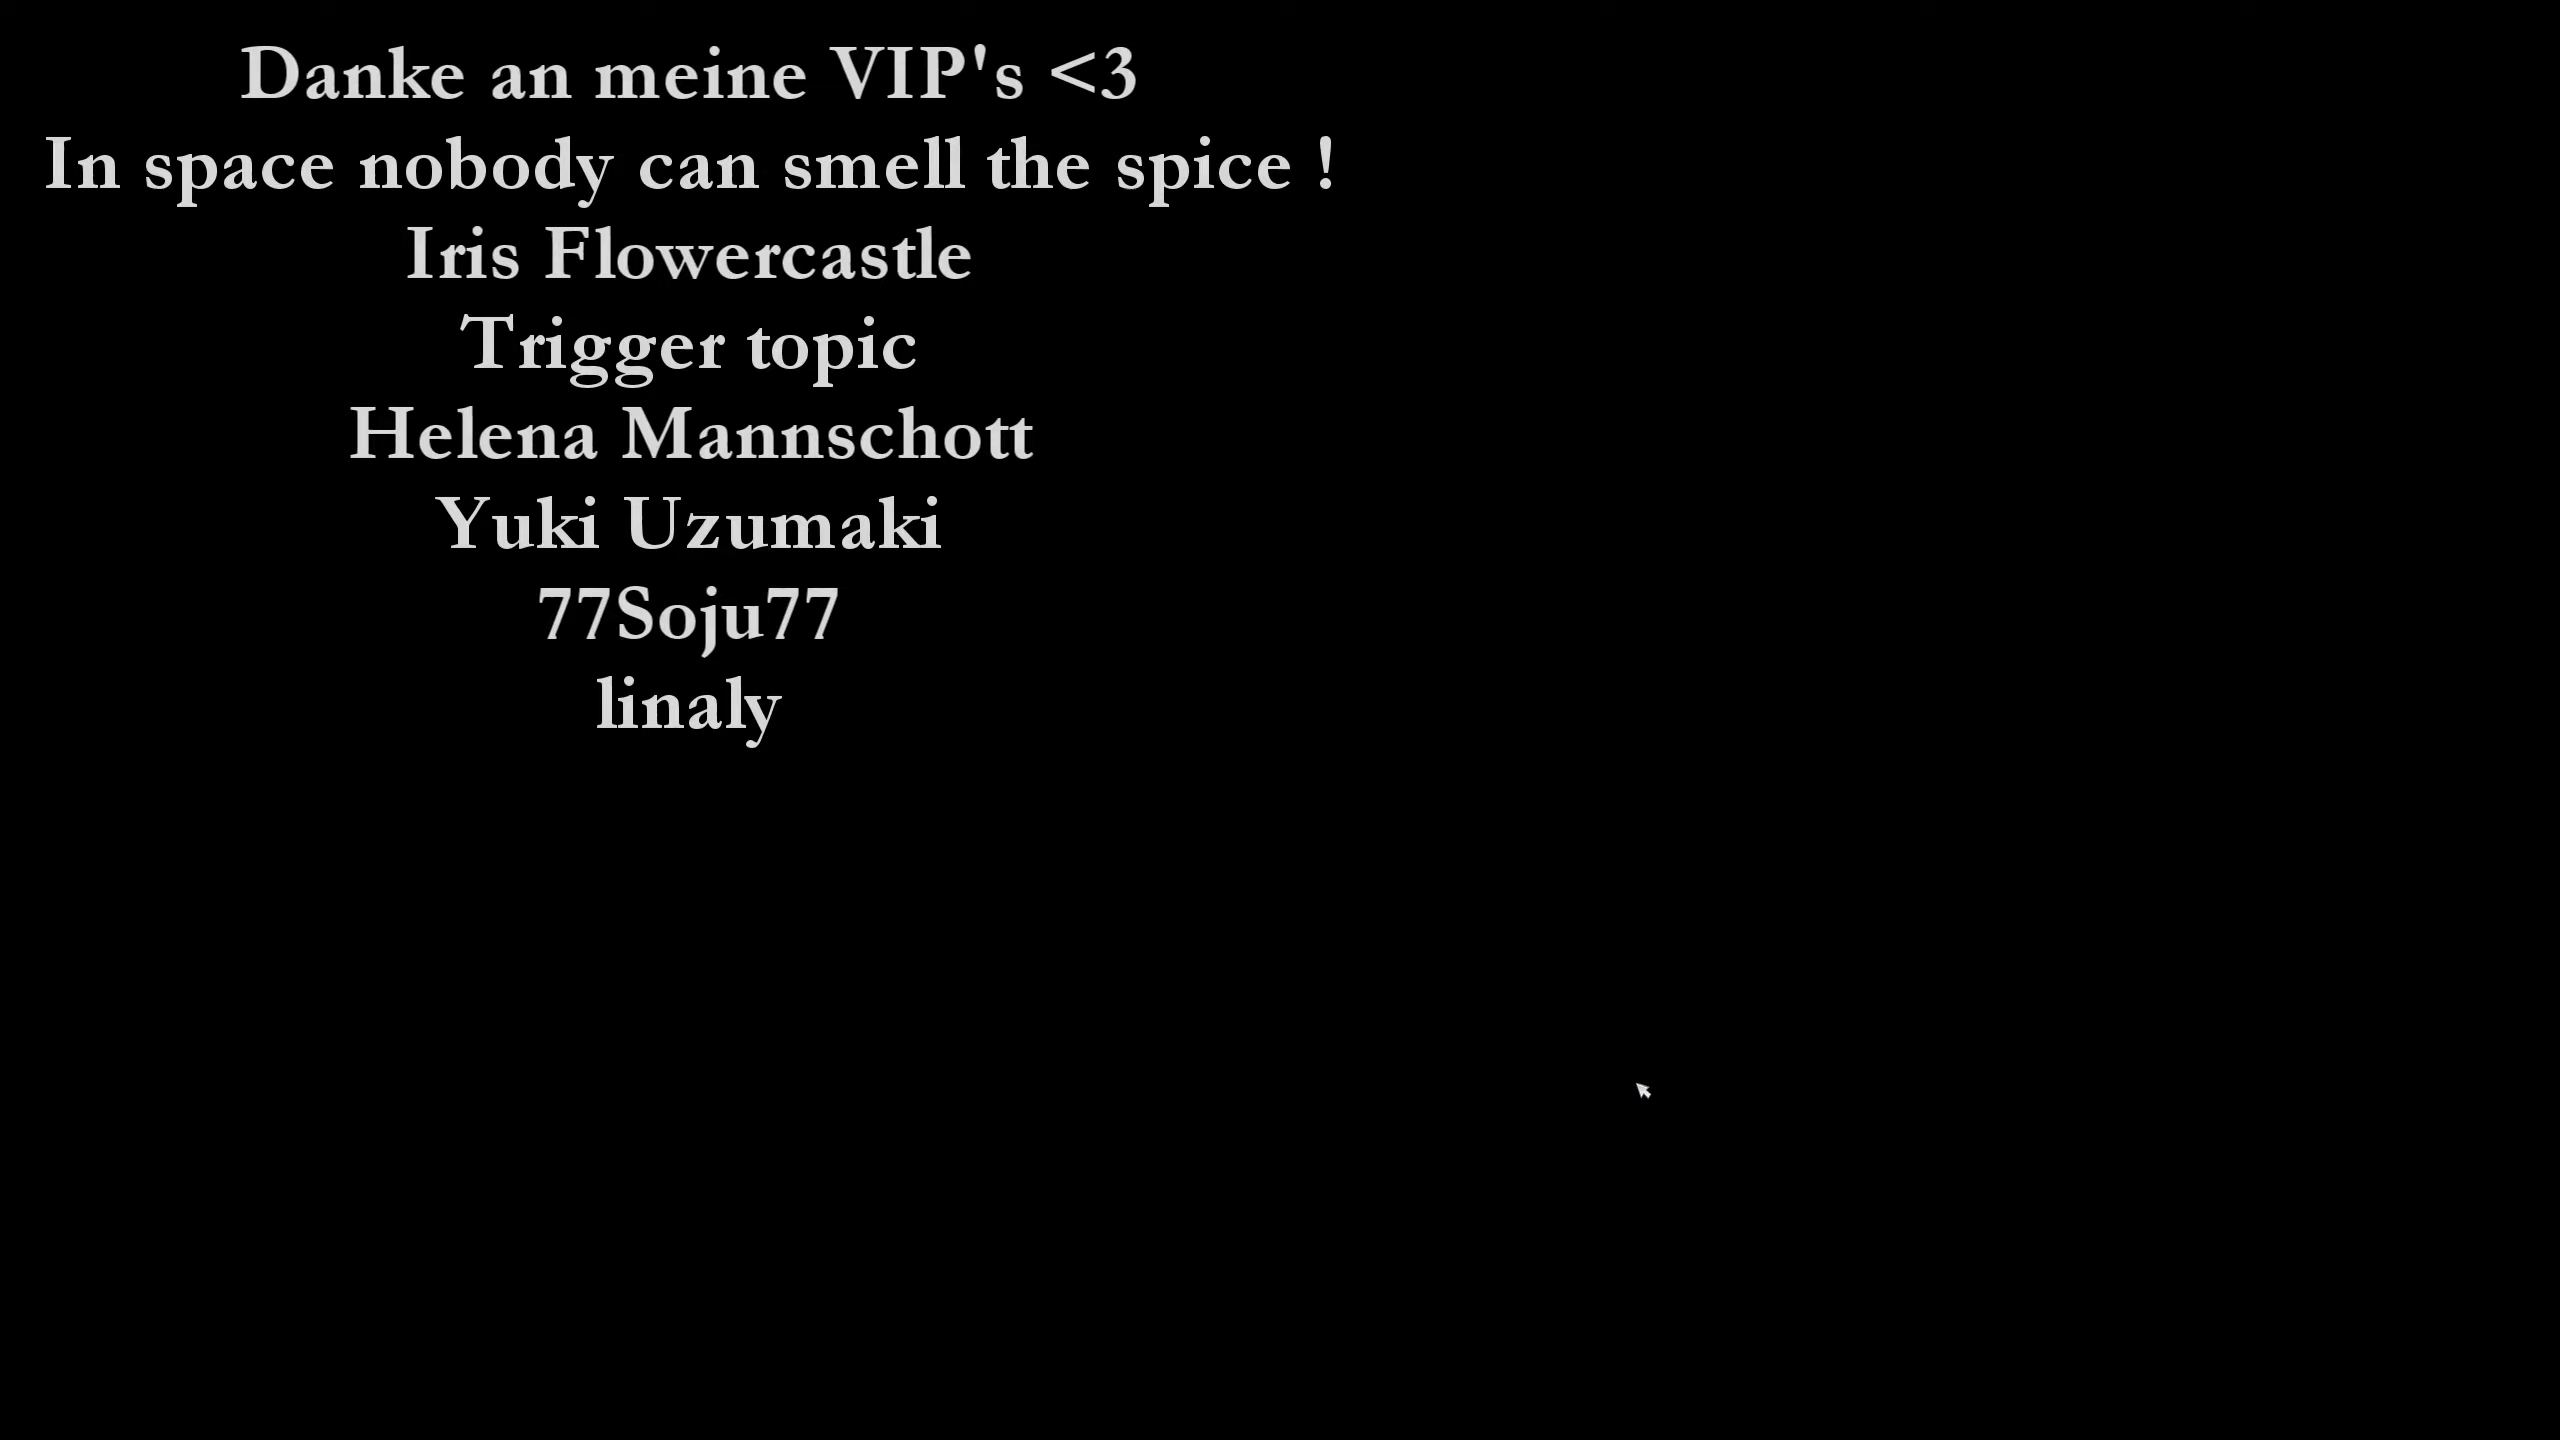 Danke an meine VIP's <3
In space nobody can smell the spice !
Iris Flowercastle
Trigger topic
Helena Mannschott
Yuki Uzumaki
77Soju77
linaly